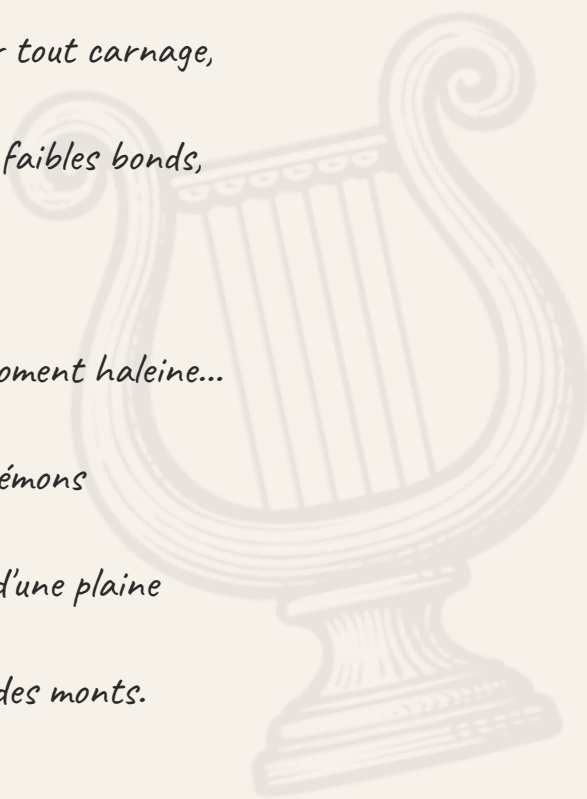 r tout carnage,
faibles bonds,
oment haleine...
émons
d'une plaine
des monts.